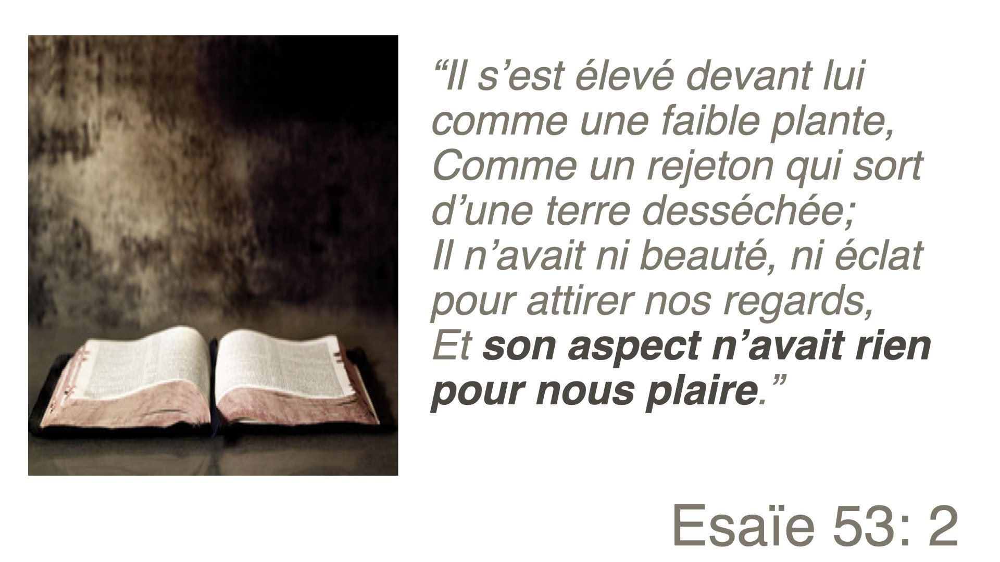 “Il s’est élevé devant lui
comme une faible plante,
Comme un rejeton qui sort
d’une terre desséchée;
Il n’avait ni beauté, ni éclat
pour attirer nos regards,
Et son aspect n’avait rien
pour nous plaire.”
Esaïe 53: 2